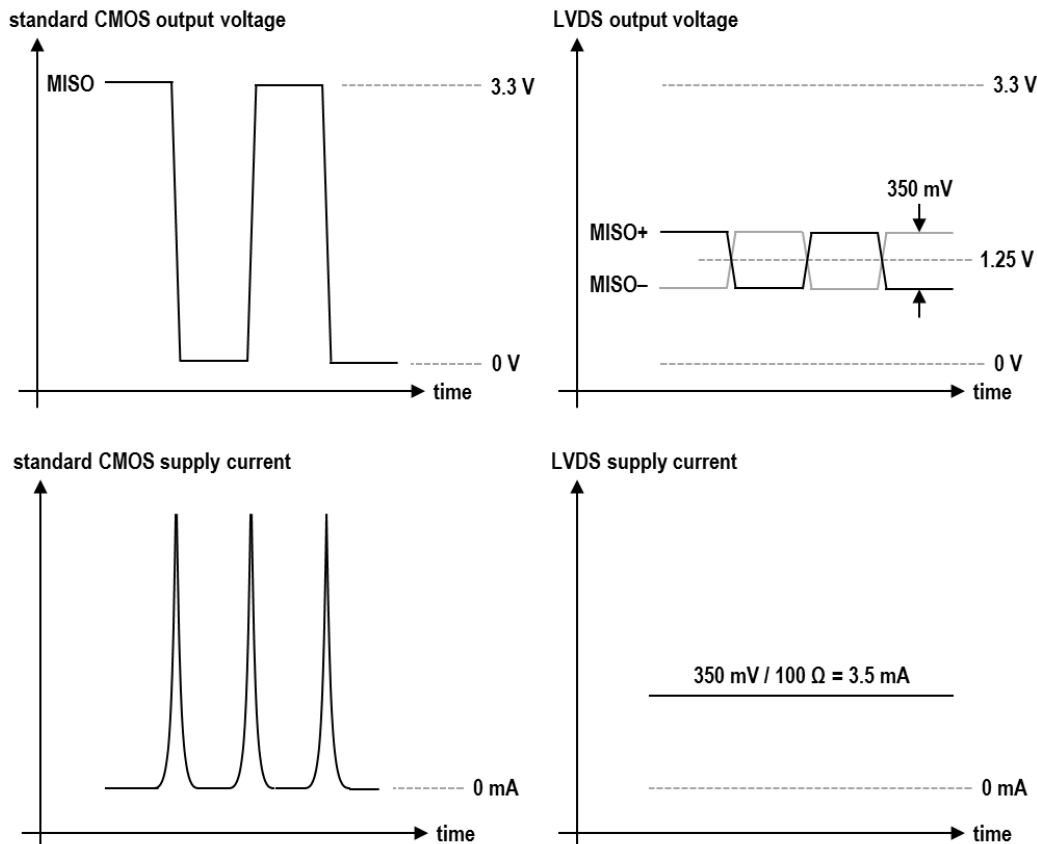 standard CMOS output voltage
MISO
3.3 V
0 V
time
LVDS output voltage
3.3 V
350 mV
MISO+
1.25 V
MISO–
0 V
time
standard CMOS supply current
0 mA
time
LVDS supply current
350 mV / 100 Ω = 3.5 mA
0 mA
time